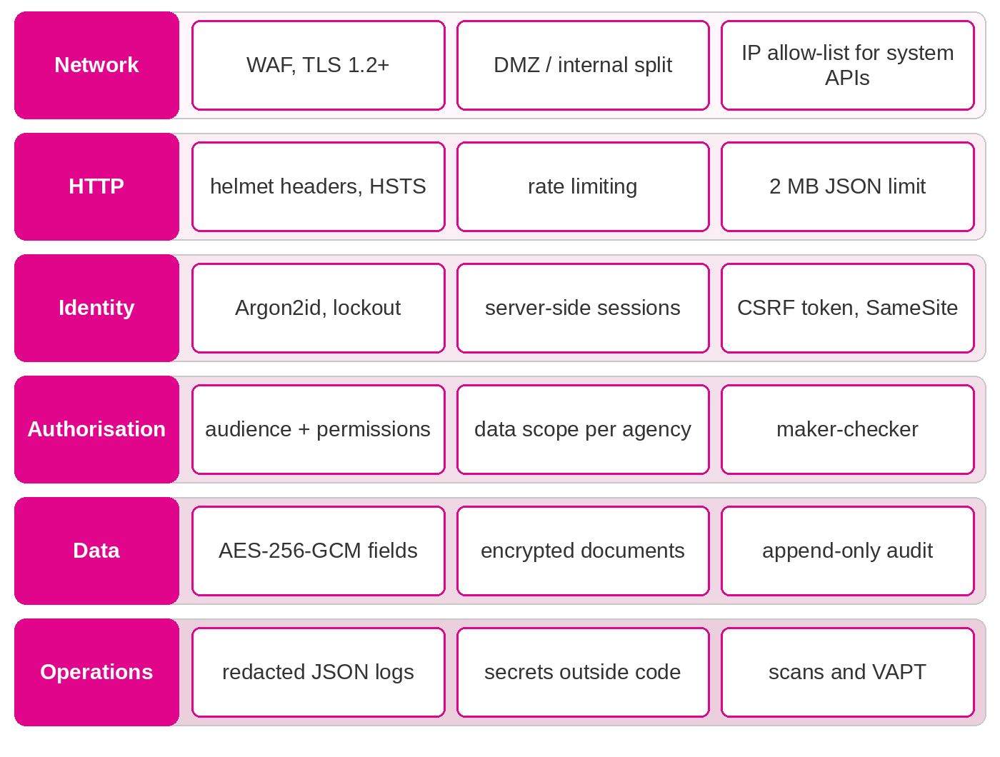 Network
WAF, TLS 1.2+
DMZ / internal split
IP allow-list for system
APIs
HTTP
helmet headers, HSTS
rate limiting
2 MB JSON limit
Identity
Argon2id, lockout
server-side sessions
CSRF token, SameSite
Authorisation
audience + permissions
data scope per agency
maker-checker
Data
AES-256-GCM fields
encrypted documents
append-only audit
Operations
redacted JSON logs
secrets outside code
scans and VAPT